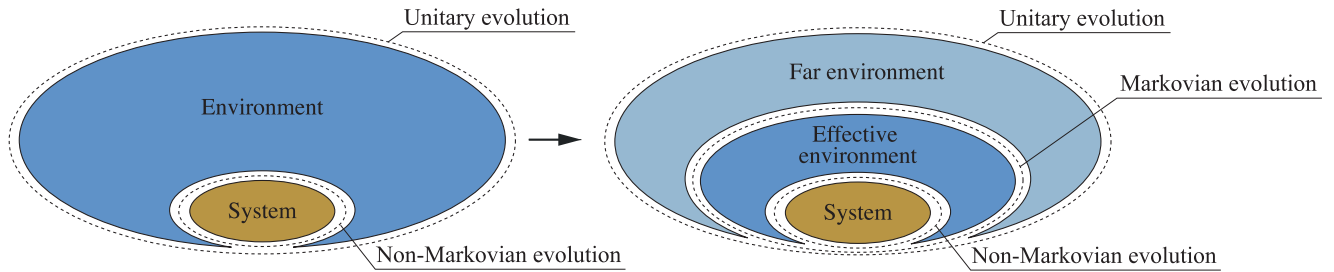 Unitary evolution
Environment
System
Non-Markovian evolution
Unitary evolution
Far environment
Markovian evolution
Effective
environment
System
Non-Markovian evolution